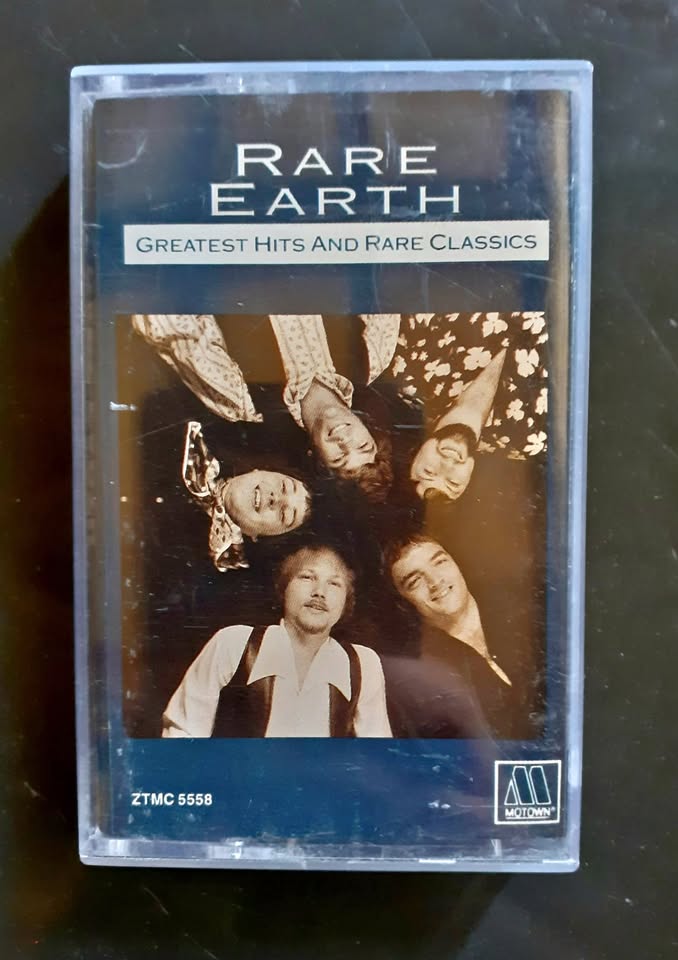 RARE
EARTH
GREATEST HITS AND RARE CLASSICS
ZTMC 5558
MOTOWN®